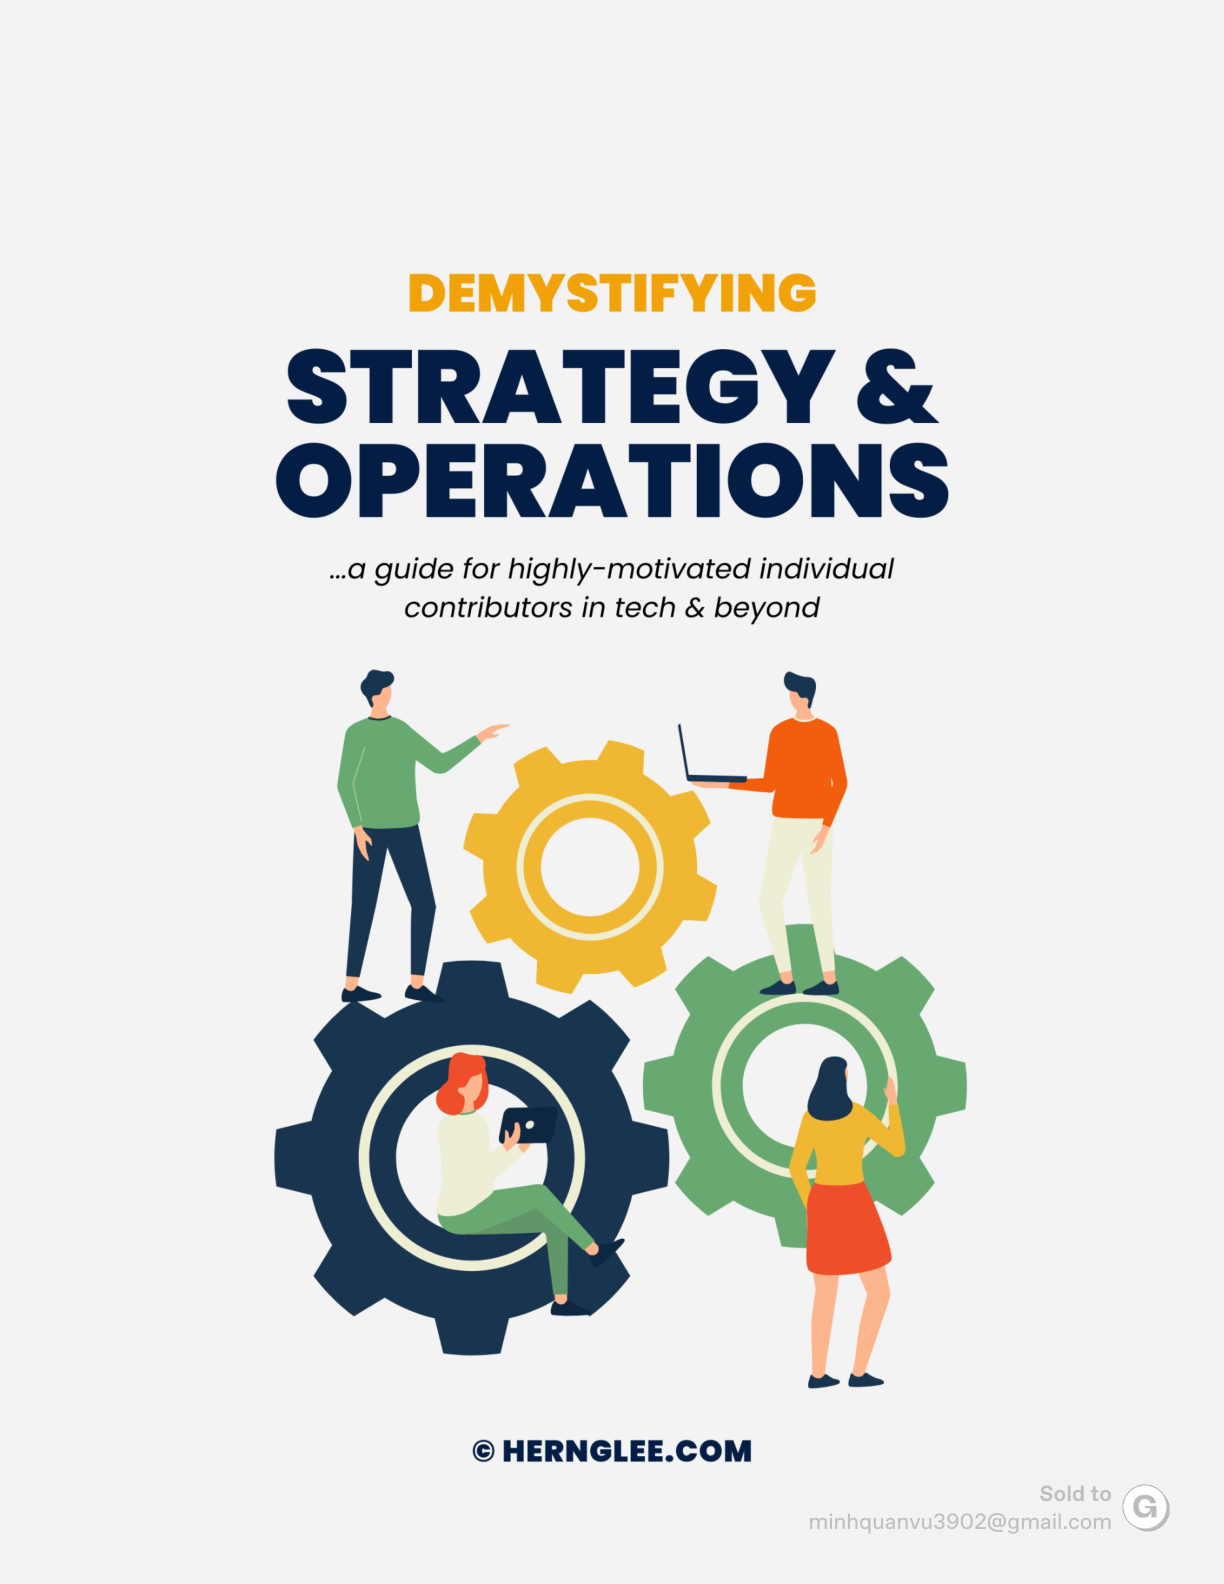 DEMYSTIFYING
STRATEGY &
OPERATIONS
...a guide for highly-motivated individual
contributors in tech & beyond
© HERNGLEE.COM
Sold to
minhquanvu3902@gmail.com
G